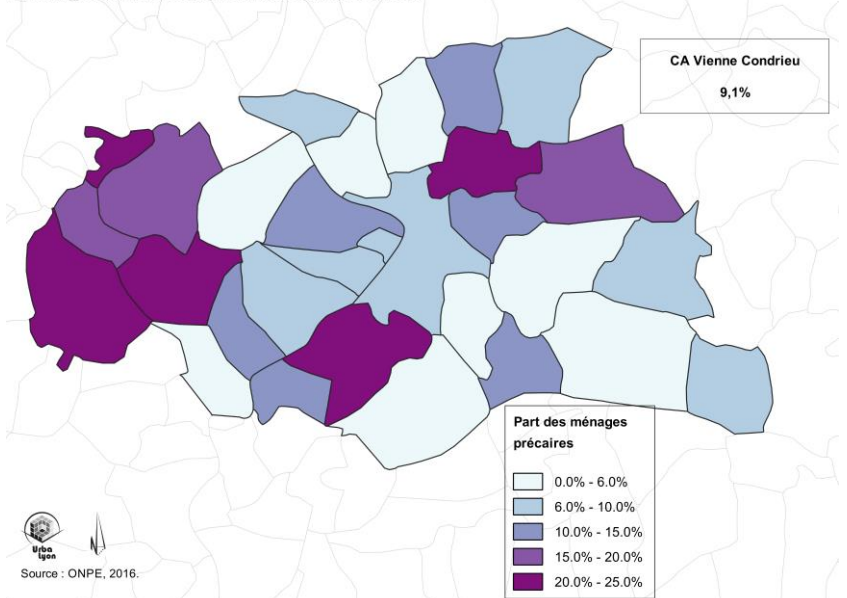 CA Vienne Condrieu
9,1%
Part des ménages
précaires
0.0% - 6.0%
6.0% - 10.0%
10.0% - 15.0%
15.0% - 20.0%
20.0% - 25.0%
Urba
Lyon
Source : ONPE, 2016.